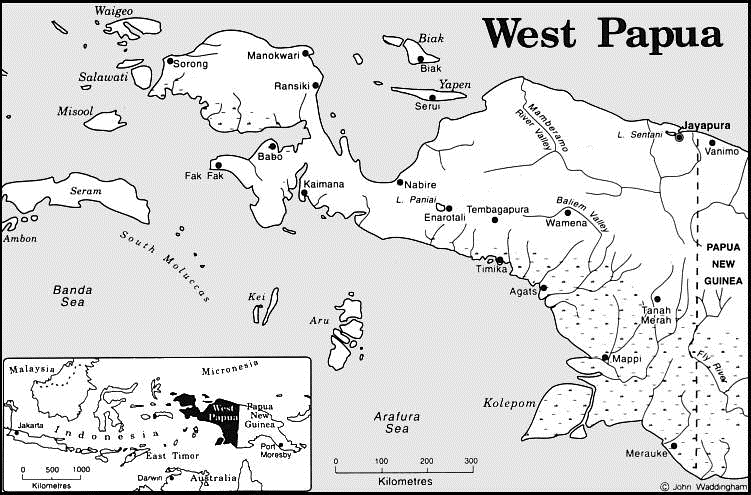 West Papua
Waigeo
Biak
Sorong
Manokwari
Biak
Salawati
Ransiki
Yapen
Serui
Misool
Mamberamo
River Valley
L. Sentani
Jayapura
Vanimo
Babo
Fak Fak
Kaimana
Nabire
Seram
L. Paniai
Enarotali
Tembagapura
Baliem Valley
Wamena
Ambon
South Moluccas
PAPUA
NEW
GUINEA
Timika
Banda
Sea
Kei
Agats
Aru
Tanah
Merah
Mappi
Fly River
Kolepom
Arafura
Sea
Merauke
0 100 200 300
Kilometres
© John Waddingham
Malaysia
Micronesia
West
Papua
Papua
New
Guinea
Jakarta
Indonesia
Port
Moresby
East Timor
0 500 1000
Kilometres
Darwin
Australia